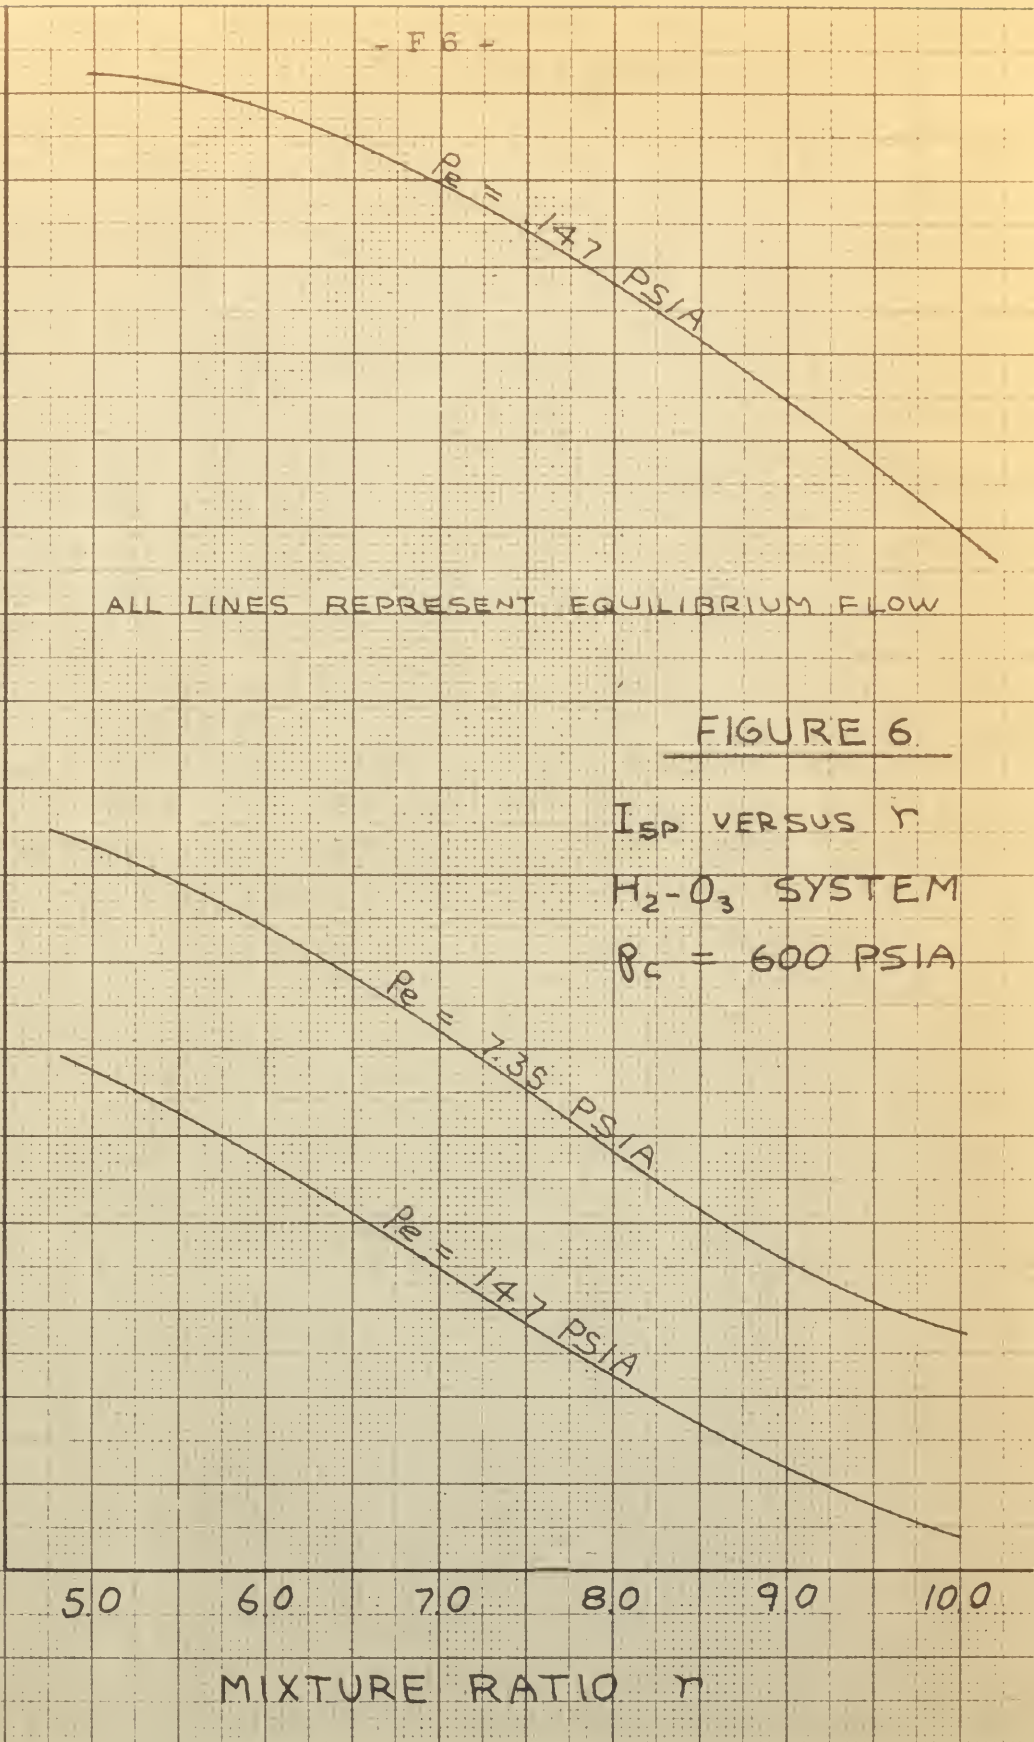 - F 6 -
Pe = .147 PSIA
ALL LINES REPRESENT EQUILIBRIUM FLOW
FIGURE 6
ISP VERSUS r
H2-O3 SYSTEM
Pc = 600 PSIA
Pe = 7.35 PSIA
Pe = 14.7 PSIA
5.0 6.0 7.0 8.0 9.0 10.0
MIXTURE RATIO r